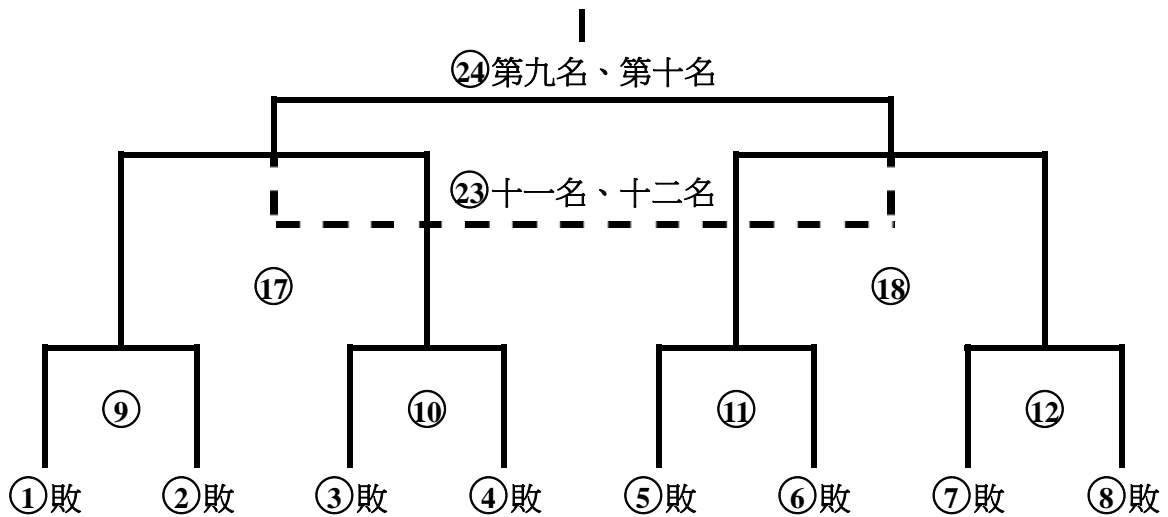 ㉔第九名、第十名
㉓十一名、十二名
⑰ ⑱
⑨ ⑩ ⑪ ⑫
①敗 ②敗 ③敗 ④敗 ⑤敗 ⑥敗 ⑦敗 ⑧敗